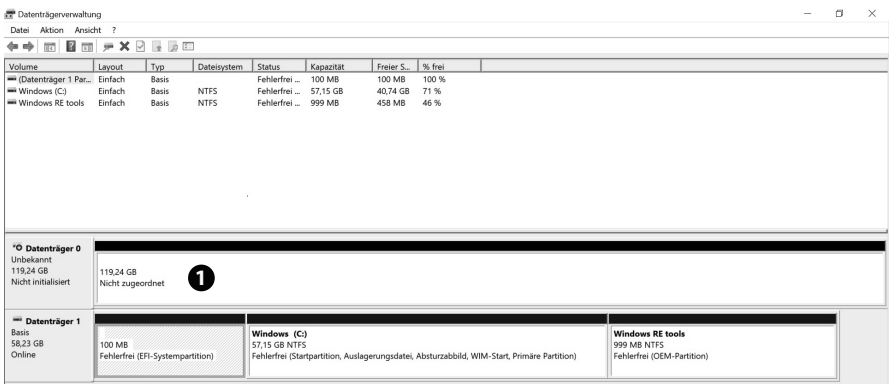 Datenträgerverwaltung
Datei Aktion Ansicht ?
Volume Layout Typ Dateisystem Status Kapazität Freier S... % frei
(Datenträger 1 Par... Einfach Basis Fehlerfrei ... 100 MB 100 MB 100 %
Windows (C:) Einfach Basis NTFS Fehlerfrei ... 57,15 GB 40,74 GB 71 %
Windows RE tools Einfach Basis NTFS Fehlerfrei ... 999 MB 458 MB 46 %
Datenträger 0
Unbekannt
119,24 GB
Nicht initialisiert
119,24 GB
Nicht zugeordnet
1
Datenträger 1
Basis
58,23 GB
Online
100 MB
Fehlerfrei (EFI-Systempartition)
Windows (C:)
57,15 GB NTFS
Fehlerfrei (Startpartition, Auslagerungsdatei, Absturzabbild, WIM-Start, Primäre Partition)
Windows RE tools
999 MB NTFS
Fehlerfrei (OEM-Partition)